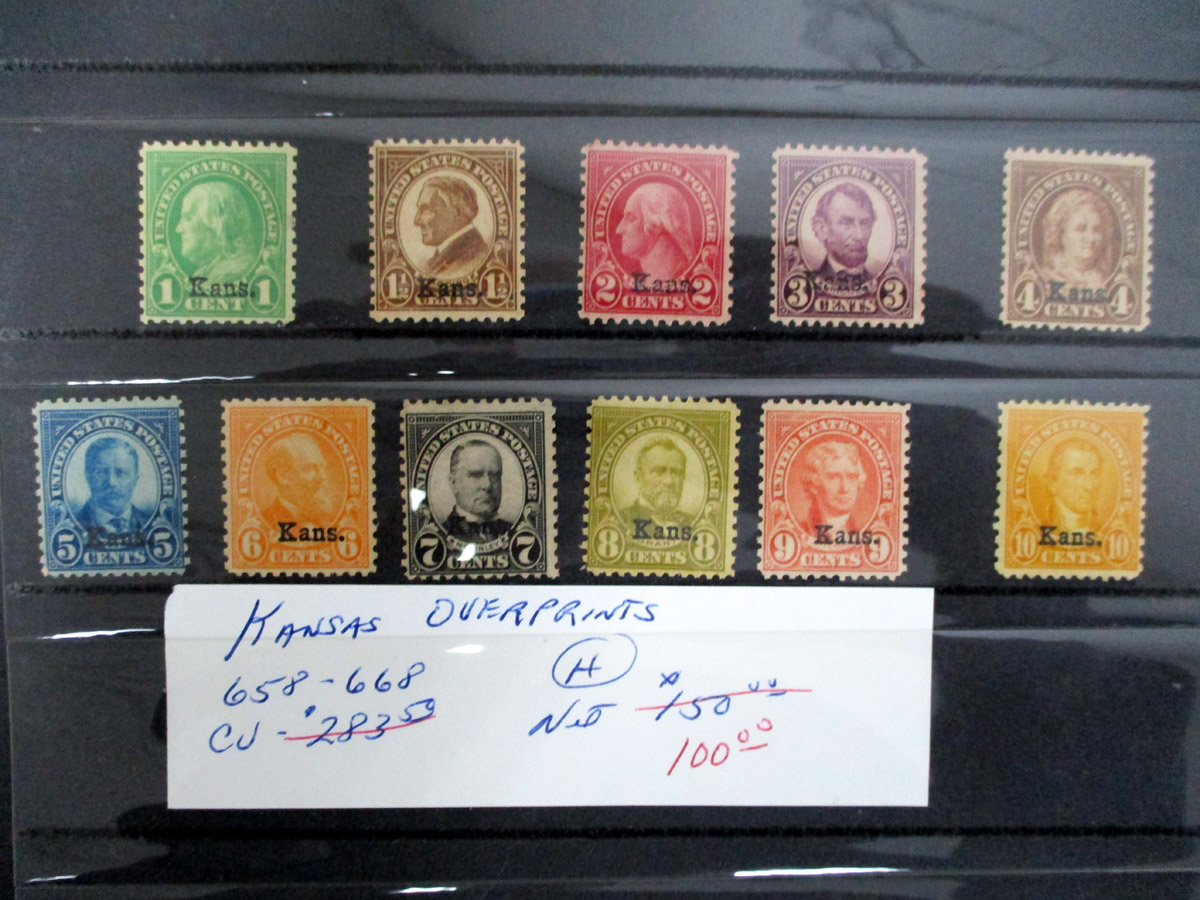 UNITED STATES POSTAGE
1 Kans. 1
CENT
UNITED STATES POSTAGE
1½ Kans. 1½
UNITED STATES POSTAGE
2 Kans. 2
CENTS
UNITED STATES POSTAGE
3 Kans. 3
CENTS
UNITED STATES POSTAGE
4 Kans. 4
CENTS
UNITED STATES POSTAGE
5 Kans. 5
CENTS
UNITED STATES POSTAGE
6 Kans. 6
CENTS
UNITED STATES POSTAGE
7 Kans. 7
CENTS
UNITED STATES POSTAGE
8 Kans. 8
CENTS
UNITED STATES POSTAGE
9 Kans. 9
CENTS
UNITED STATES POSTAGE
10 Kans. 10
CENTS
KANSAS OVERPRINTS
658-668 H
CV - $283.50 Net $150.00
100.00